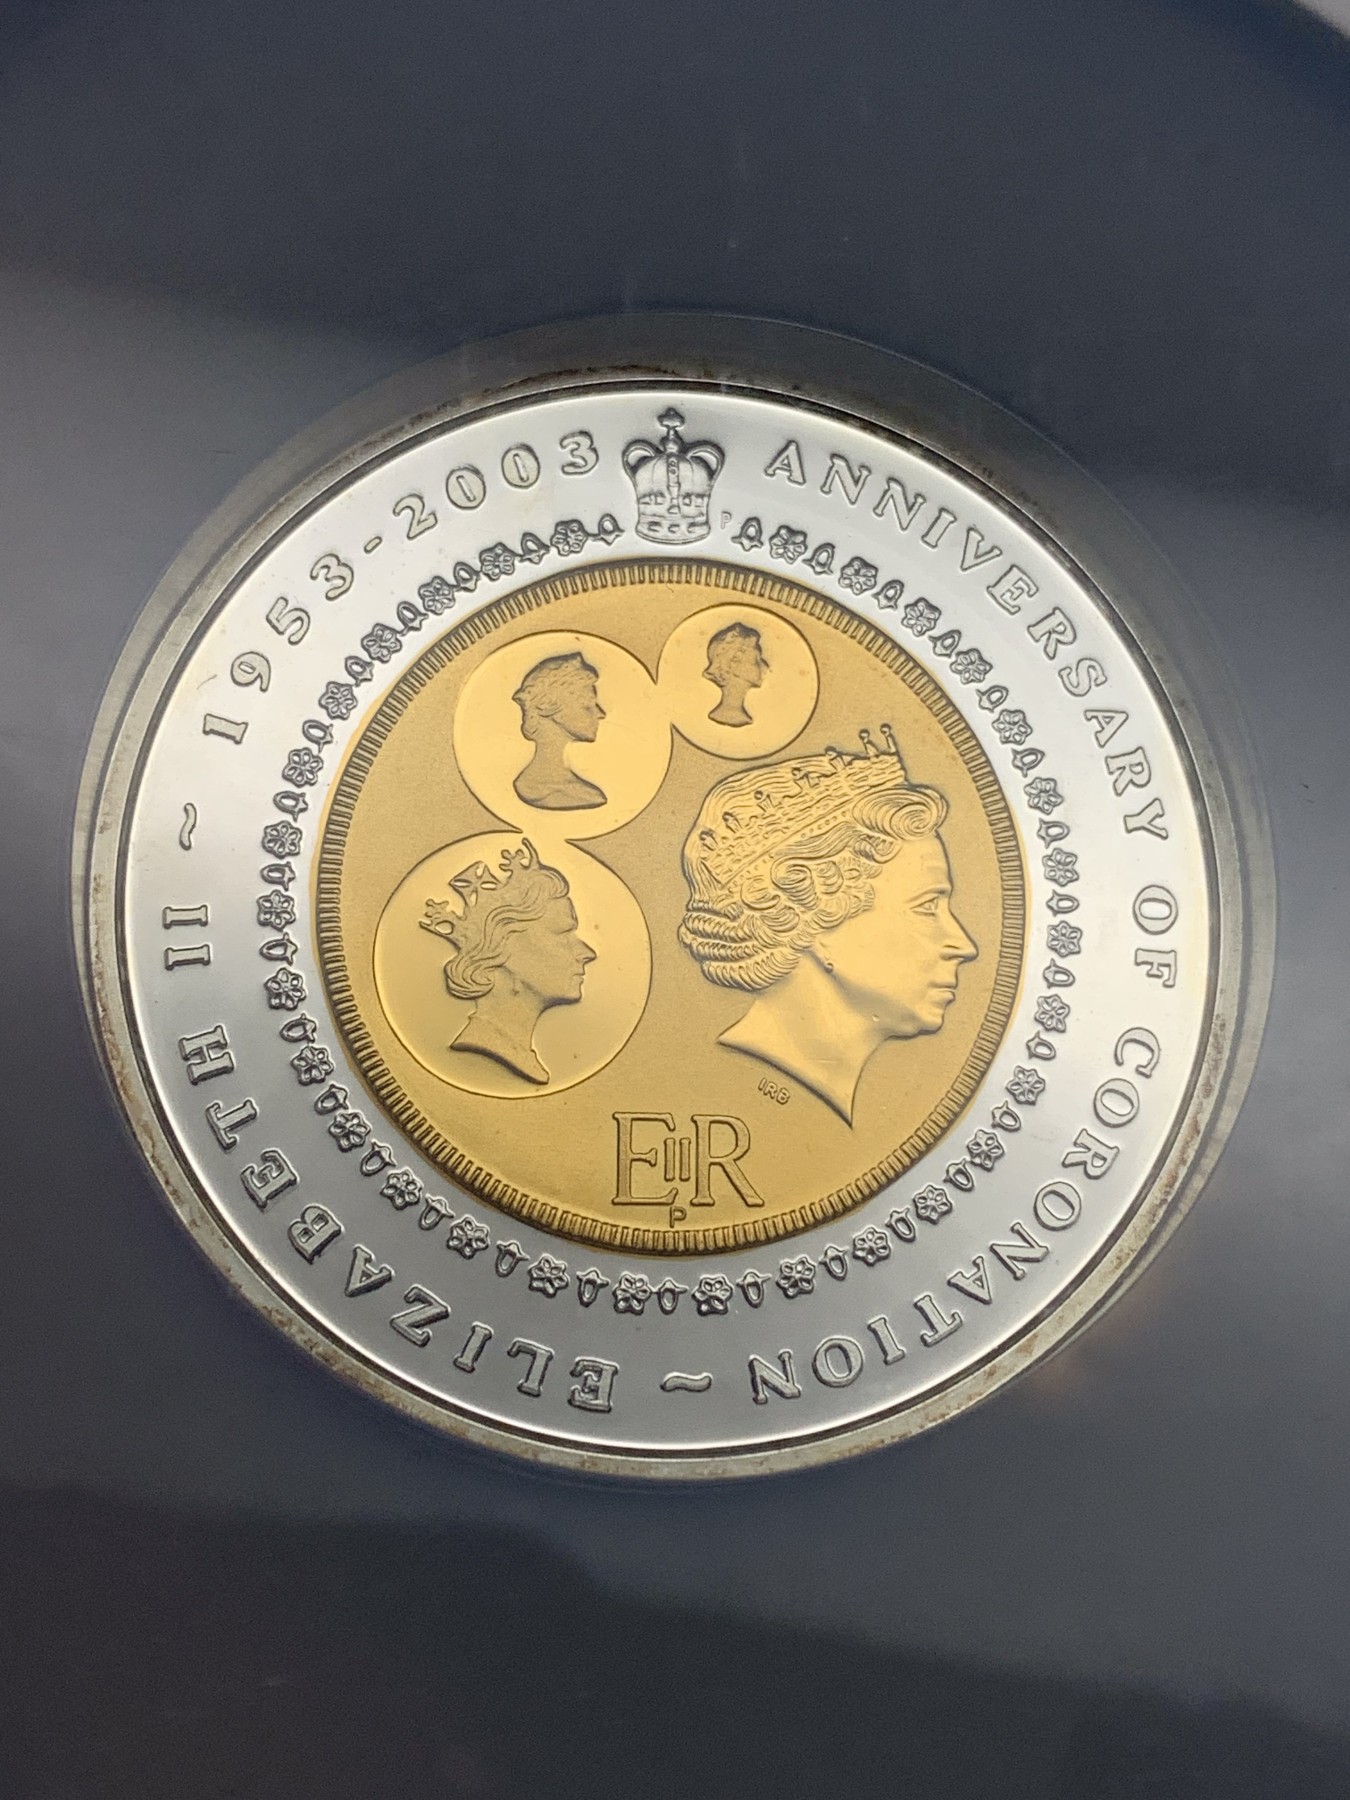 ELIZABETH II ~ 1953-2003 ANNIVERSARY OF CORONATION ~
P
IRB
EIIR
P